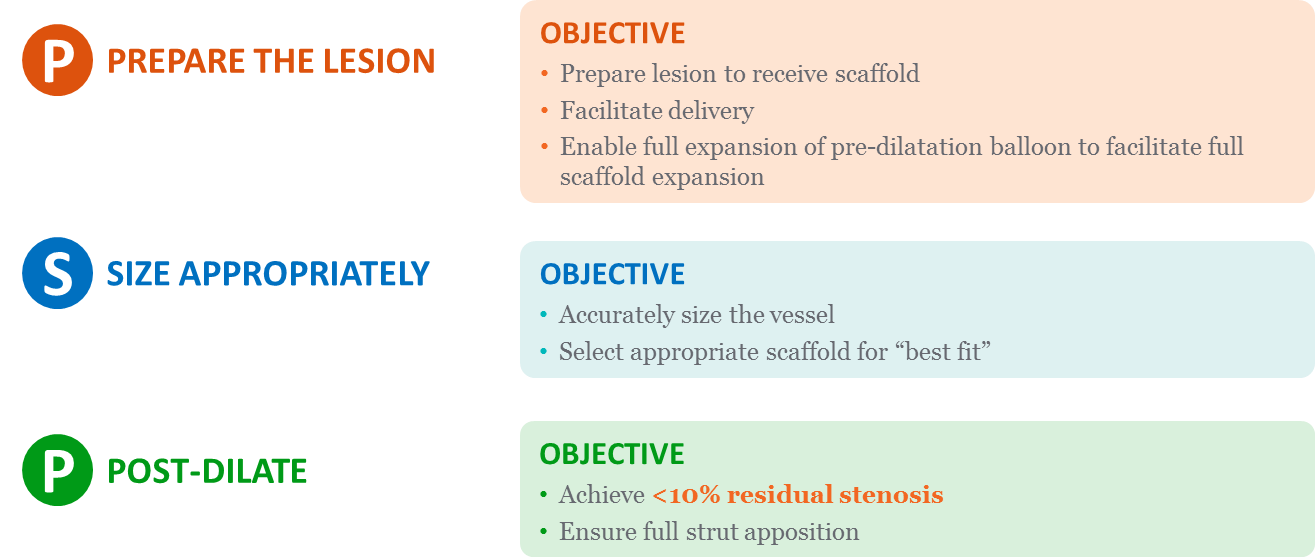 P PREPARE THE LESION
OBJECTIVE
• Prepare lesion to receive scaffold
• Facilitate delivery
• Enable full expansion of pre-dilatation balloon to facilitate full
scaffold expansion
S SIZE APPROPRIATELY
OBJECTIVE
• Accurately size the vessel
• Select appropriate scaffold for “best fit”
P POST-DILATE
OBJECTIVE
• Achieve <10% residual stenosis
• Ensure full strut apposition